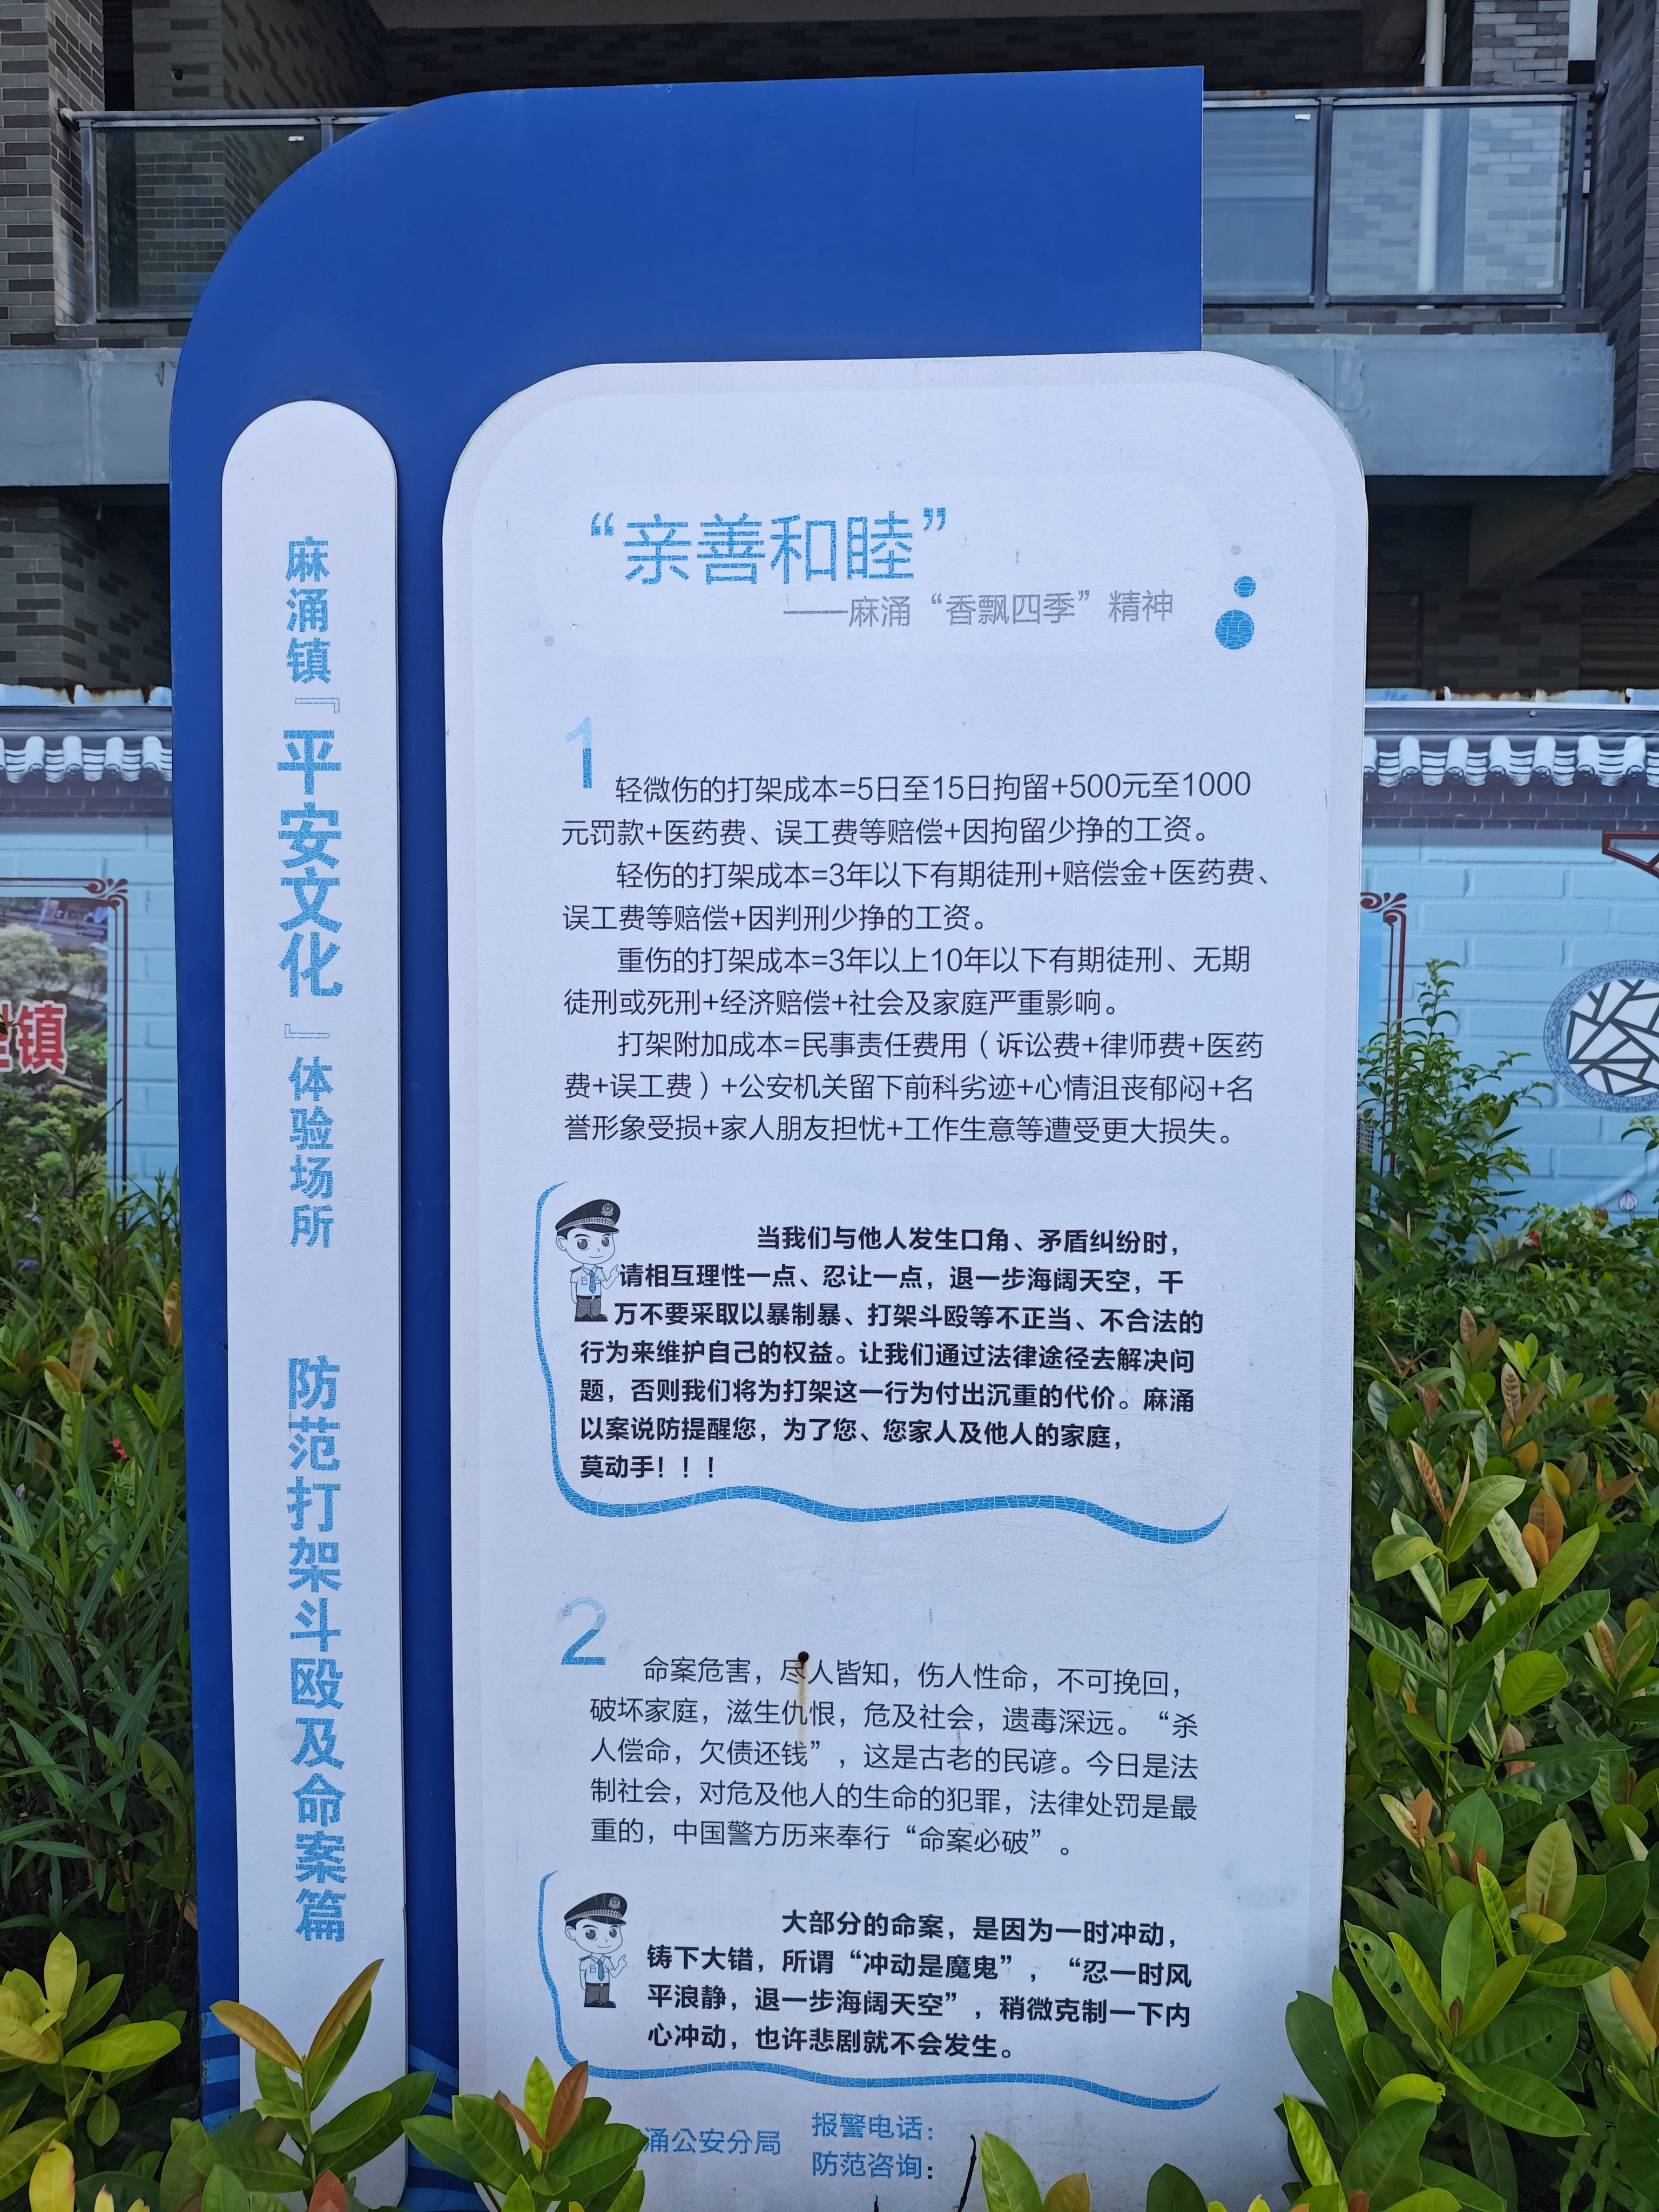 麻涌镇『平安文化』体验场所 防范打架斗殴及命案篇
“亲善和睦”
——麻涌“香飘四季”精神
1
轻微伤的打架成本=5日至15日拘留+500元至1000
元罚款+医药费、误工费等赔偿+因拘留少挣的工资。
轻伤的打架成本=3年以下有期徒刑+赔偿金+医药费、
误工费等赔偿+因判刑少挣的工资。
重伤的打架成本=3年以上10年以下有期徒刑、无期
徒刑或死刑+经济赔偿+社会及家庭严重影响。
打架附加成本=民事责任费用（诉讼费+律师费+医药
费+误工费）+公安机关留下前科劣迹+心情沮丧郁闷+名
誉形象受损+家人朋友担忧+工作生意等遭受更大损失。
当我们与他人发生口角、矛盾纠纷时，
请相互理性一点、忍让一点，退一步海阔天空，千
万不要采取以暴制暴、打架斗殴等不正当、不合法的
行为来维护自己的权益。让我们通过法律途径去解决问
题，否则我们将为打架这一行为付出沉重的代价。麻涌
以案说防提醒您，为了您、您家人及他人的家庭，
莫动手！！！
2
命案危害，尽人皆知，伤人性命，不可挽回，
破坏家庭，滋生仇恨，危及社会，遗毒深远。“杀
人偿命，欠债还钱”，这是古老的民谚。今日是法
制社会，对危及他人的生命的犯罪，法律处罚是最
重的，中国警方历来奉行“命案必破”。
大部分的命案，是因为一时冲动，
铸下大错，所谓“冲动是魔鬼”，“忍一时风
平浪静，退一步海阔天空”，稍微克制一下内
心冲动，也许悲剧就不会发生。
涌公安分局
报警电话：
防范咨询：
镇